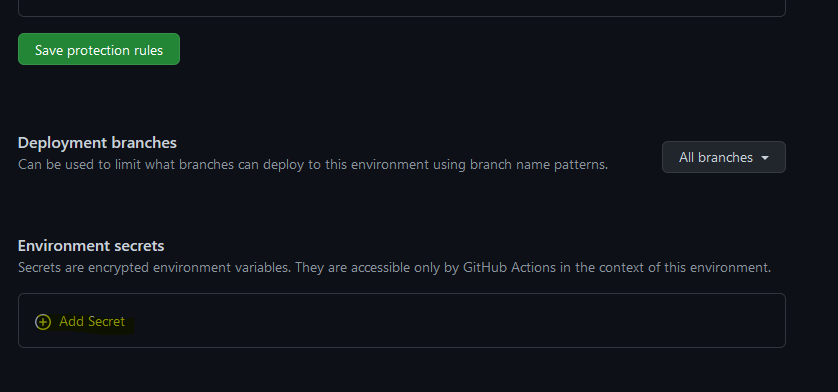 Save protection rules
Deployment branches
Can be used to limit what branches can deploy to this environment using branch name patterns.
All branches
Environment secrets
Secrets are encrypted environment variables. They are accessible only by GitHub Actions in the context of this environment.
Add Secret